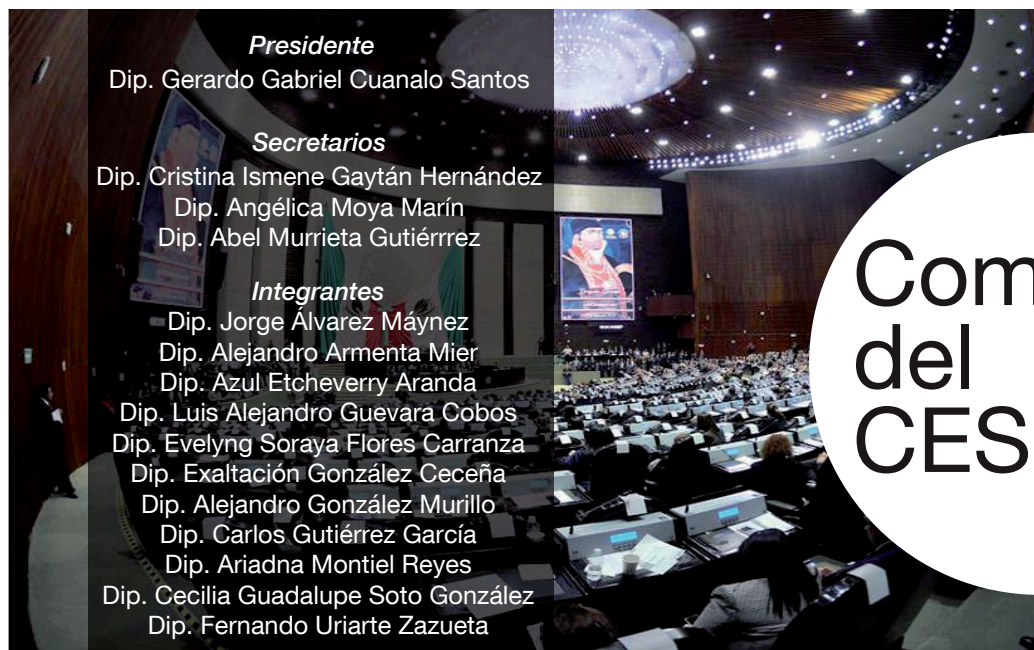 Presidente
Dip. Gerardo Gabriel Cuanalo Santos
Secretarios
Dip. Cristina Ismene Gaytán Hernández
Dip. Angélica Moya Marín
Dip. Abel Murrieta Gutiérrrez
Integrantes
Dip. Jorge Álvarez Máynez
Dip. Alejandro Armenta Mier
Dip. Azul Etcheverry Aranda
Dip. Luis Alejandro Guevara Cobos
Dip. Evelyng Soraya Flores Carranza
Dip. Exaltación González Ceceña
Dip. Alejandro González Murillo
Dip. Carlos Gutiérrez García
Dip. Ariadna Montiel Reyes
Dip. Cecilia Guadalupe Soto González
Dip. Fernando Uriarte Zazueta
Com
del
CES